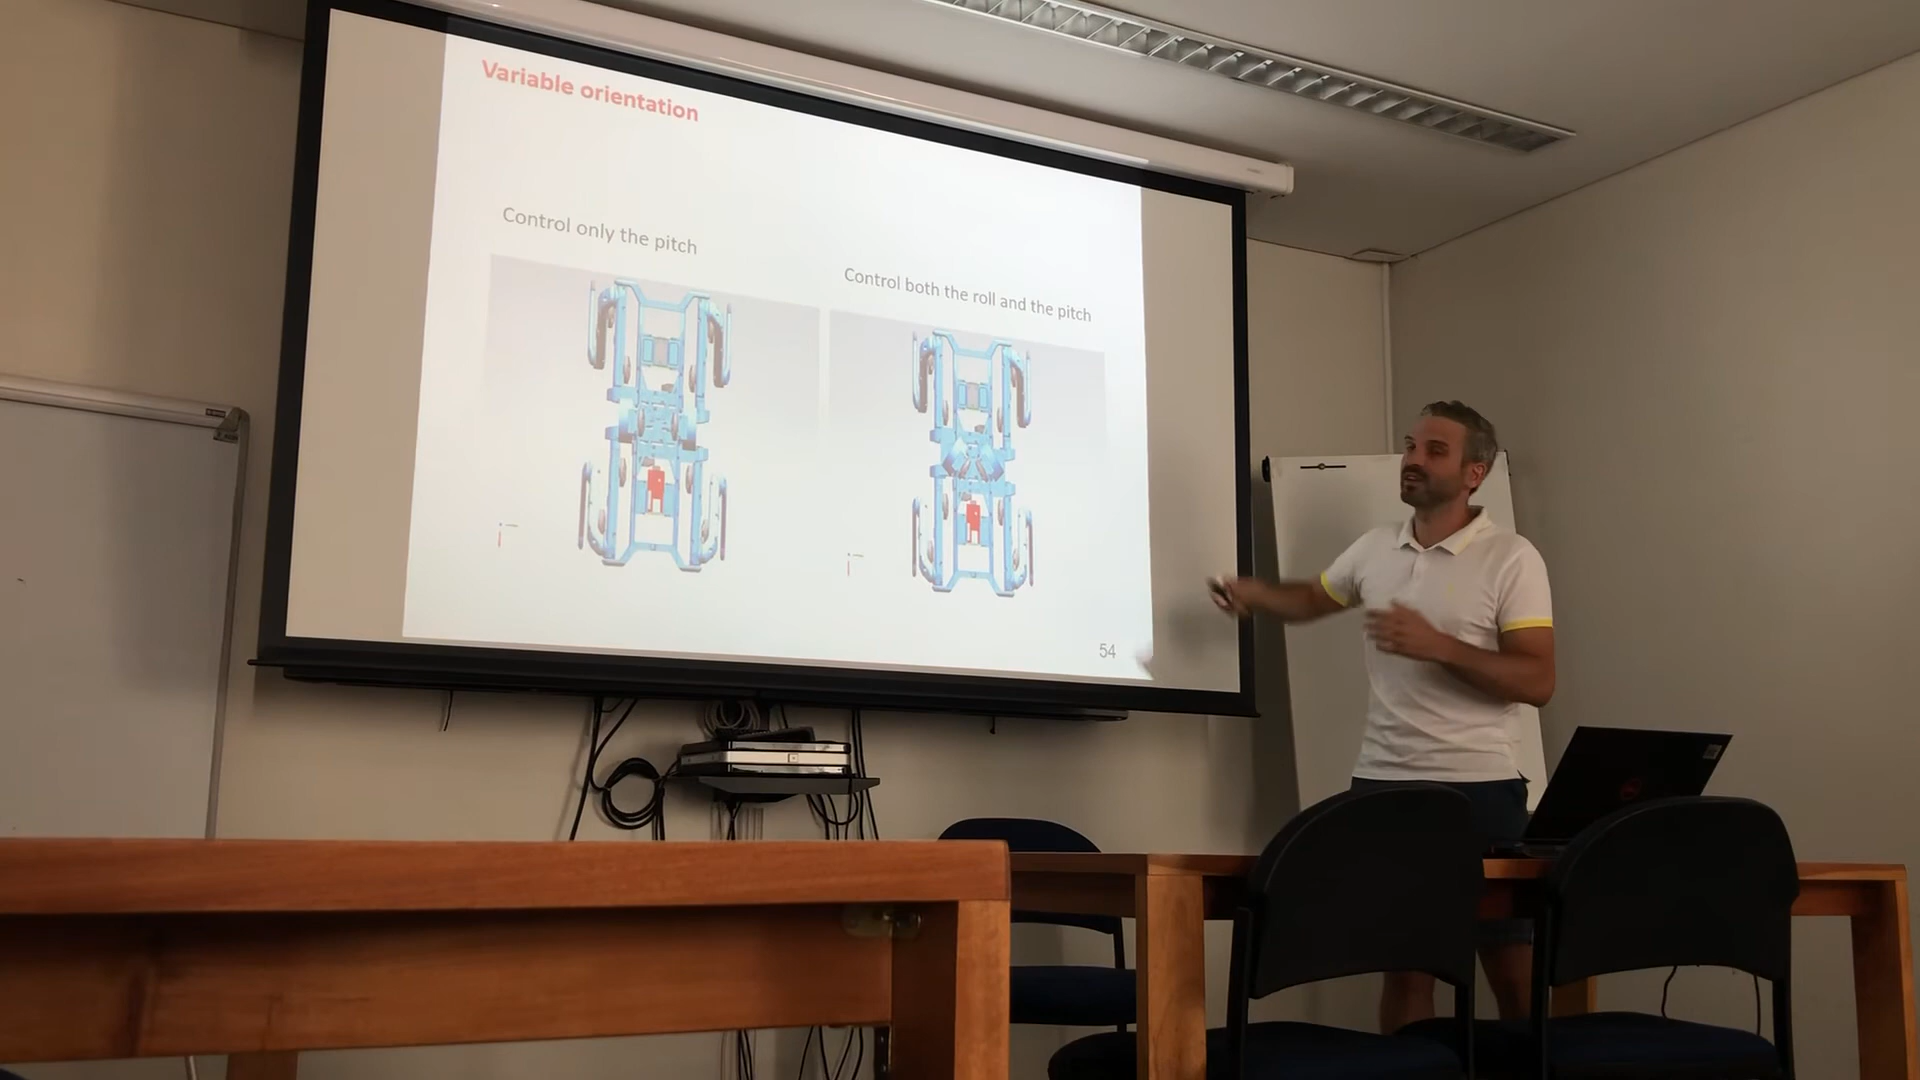 Variable orientation
Control only the pitch
Control both the roll and the pitch
54